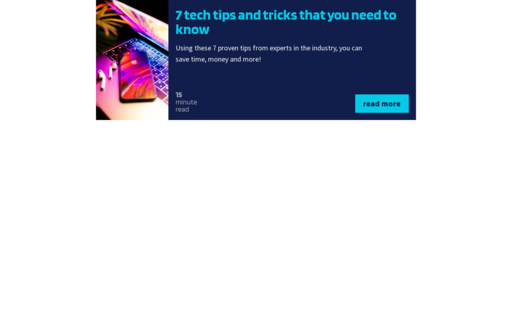 7 tech tips and tricks that you need to
know
Using these 7 proven tips from experts in the industry, you can
save time, money and more!
15
minute
read
read more